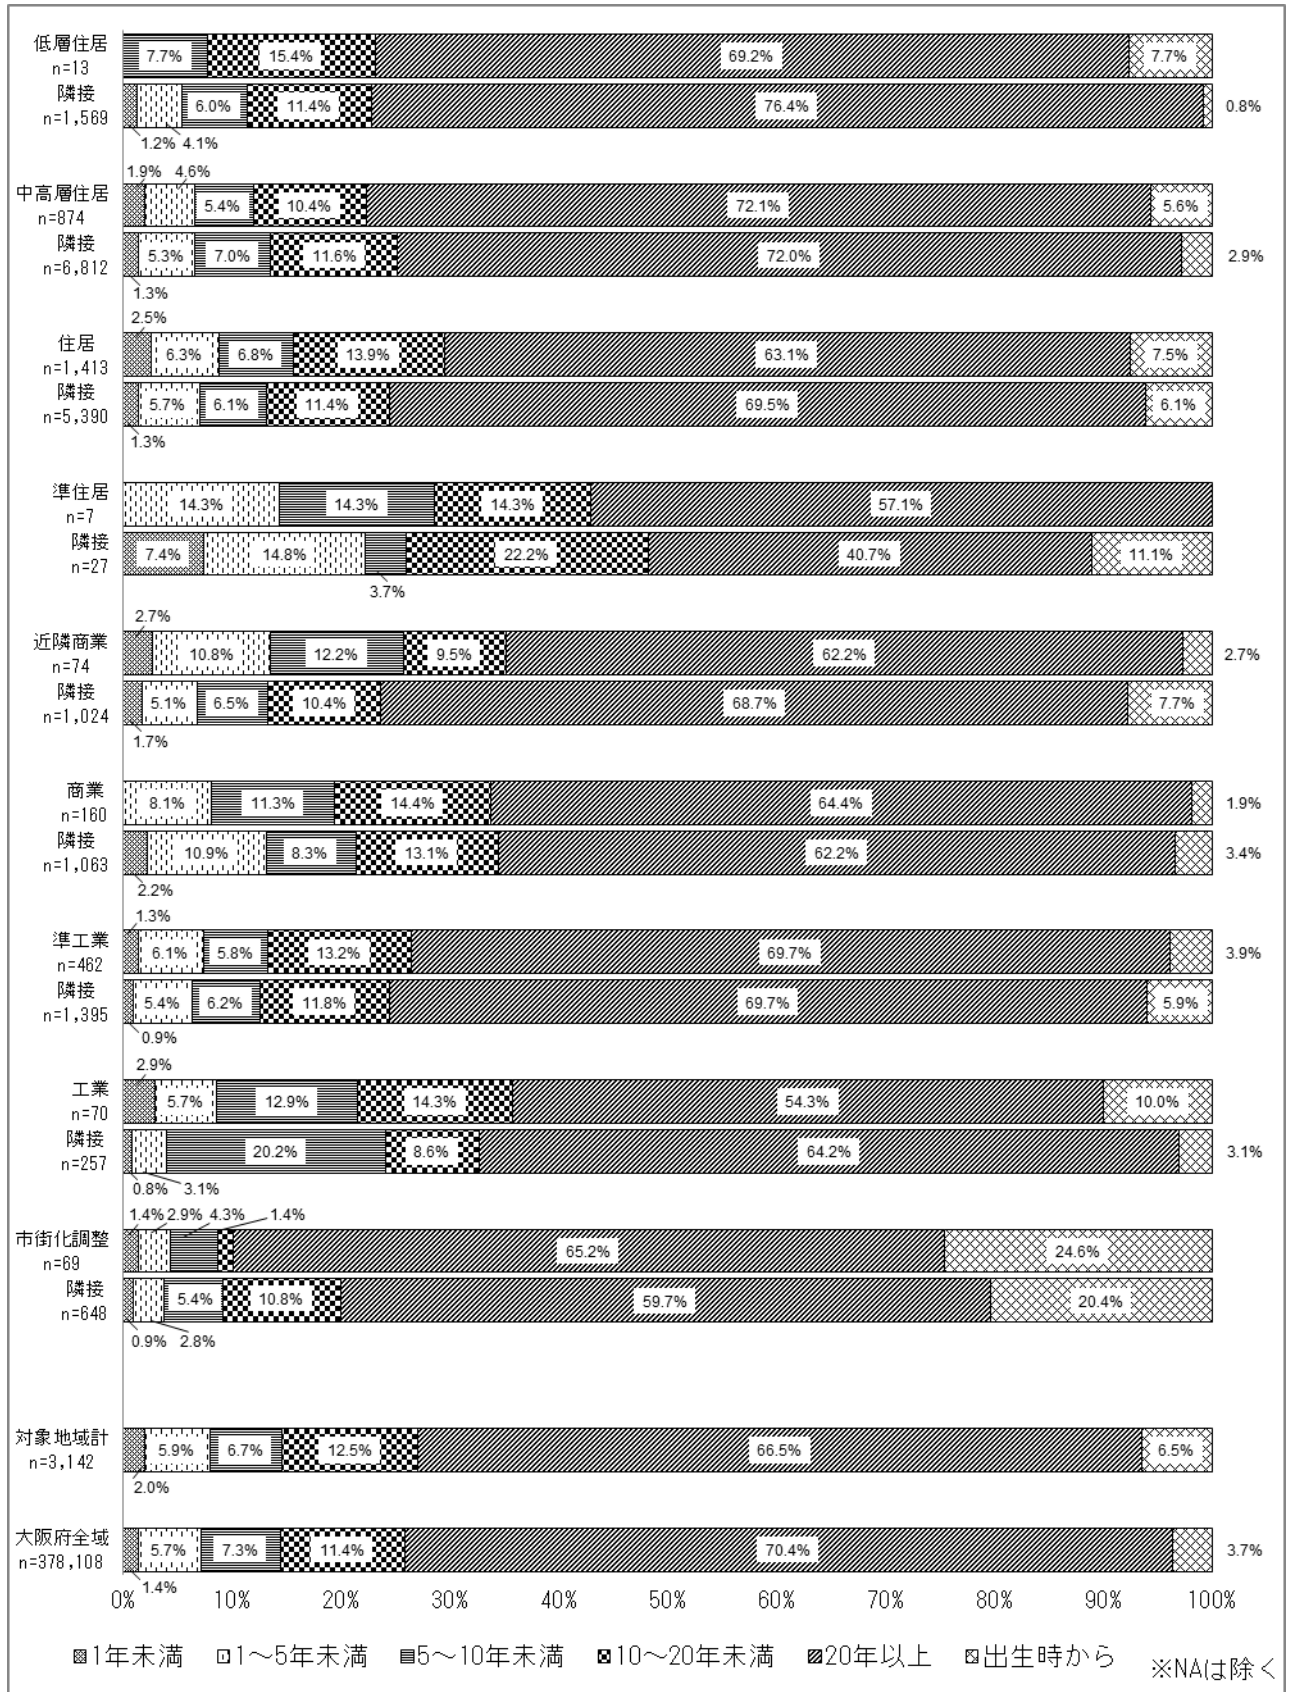 低層住居
n=13
7.7% 15.4% 69.2% 7.7%
隣接
n=1,569
6.0% 11.4% 76.4% 0.8%
1.2% 4.1%
1.9% 4.6%
中高層住居
n=874
5.4% 10.4% 72.1% 5.6%
隣接
n=6,812
5.3% 7.0% 11.6% 72.0% 2.9%
1.3%
2.5%
住居
n=1,413
6.3% 6.8% 13.9% 63.1% 7.5%
隣接
n=5,390
5.7% 6.1% 11.4% 69.5% 6.1%
1.3%
準住居
n=7
14.3% 14.3% 14.3% 57.1%
隣接
n=27
7.4% 14.8% 22.2% 40.7% 11.1%
3.7%
2.7%
近隣商業
n=74
10.8% 12.2% 9.5% 62.2% 2.7%
隣接
n=1,024
5.1% 6.5% 10.4% 68.7% 7.7%
1.7%
商業
n=160
8.1% 11.3% 14.4% 64.4% 1.9%
隣接
n=1,063
10.9% 8.3% 13.1% 62.2% 3.4%
2.2%
1.3%
準工業
n=462
6.1% 5.8% 13.2% 69.7% 3.9%
隣接
n=1,395
5.4% 6.2% 11.8% 69.7% 5.9%
0.9%
2.9%
工業
n=70
5.7% 12.9% 14.3% 54.3% 10.0%
隣接
n=257
20.2% 8.6% 64.2% 3.1%
0.8% 3.1%
1.4% 2.9% 4.3% 1.4%
市街化調整
n=69
65.2% 24.6%
隣接
n=648
5.4% 10.8% 59.7% 20.4%
0.9% 2.8%
対象地域計
n=3,142
5.9% 6.7% 12.5% 66.5% 6.5%
2.0%
大阪府全域
n=378,108
5.7% 7.3% 11.4% 70.4% 3.7%
1.4%
0% 10% 20% 30% 40% 50% 60% 70% 80% 90% 100%
1年未満 1～5年未満 5～10年未満 10～20年未満 20年以上 出生時から
※NAは除く